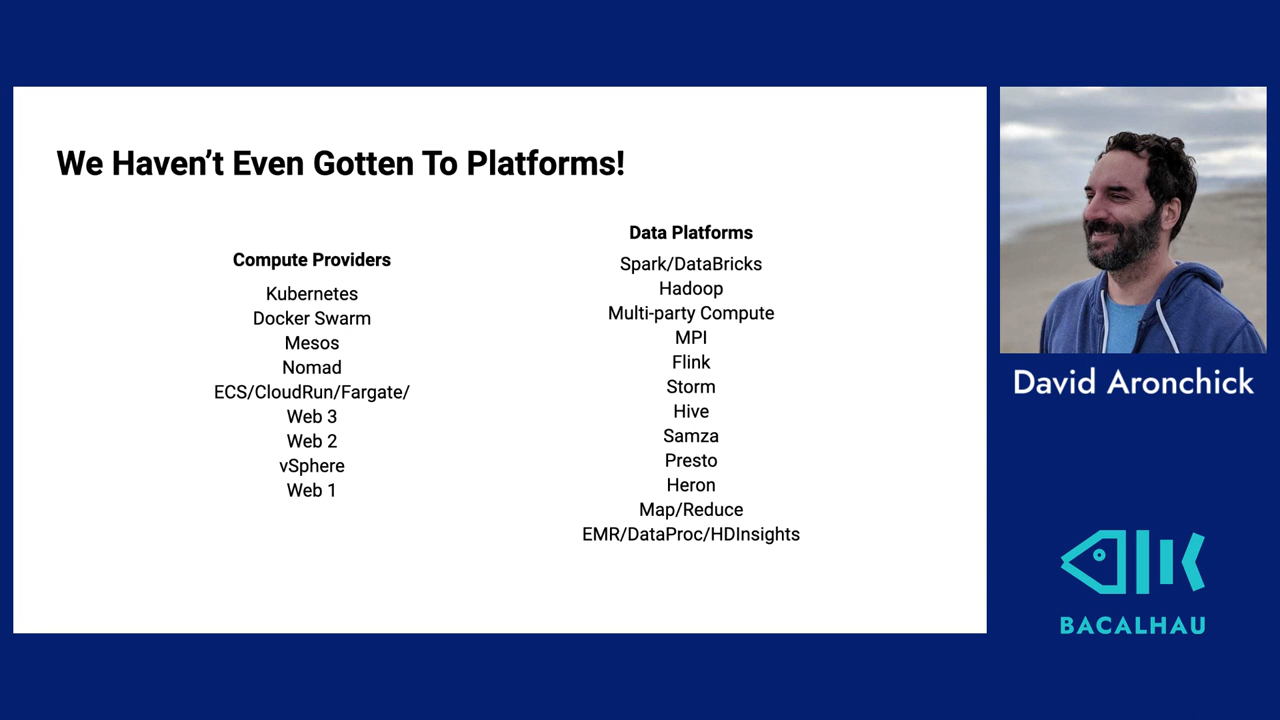 We Haven't Even Gotten To Platforms!
Compute Providers
Kubernetes
Docker Swarm
Mesos
Nomad
ECS/CloudRun/Fargate/
Web 3
Web 2
vSphere
Web 1
Data Platforms
Spark/DataBricks
Hadoop
Multi-party Compute
MPI
Flink
Storm
Hive
Samza
Presto
Heron
Map/Reduce
EMR/DataProc/HDInsights
David Aronchick
BACALHAU